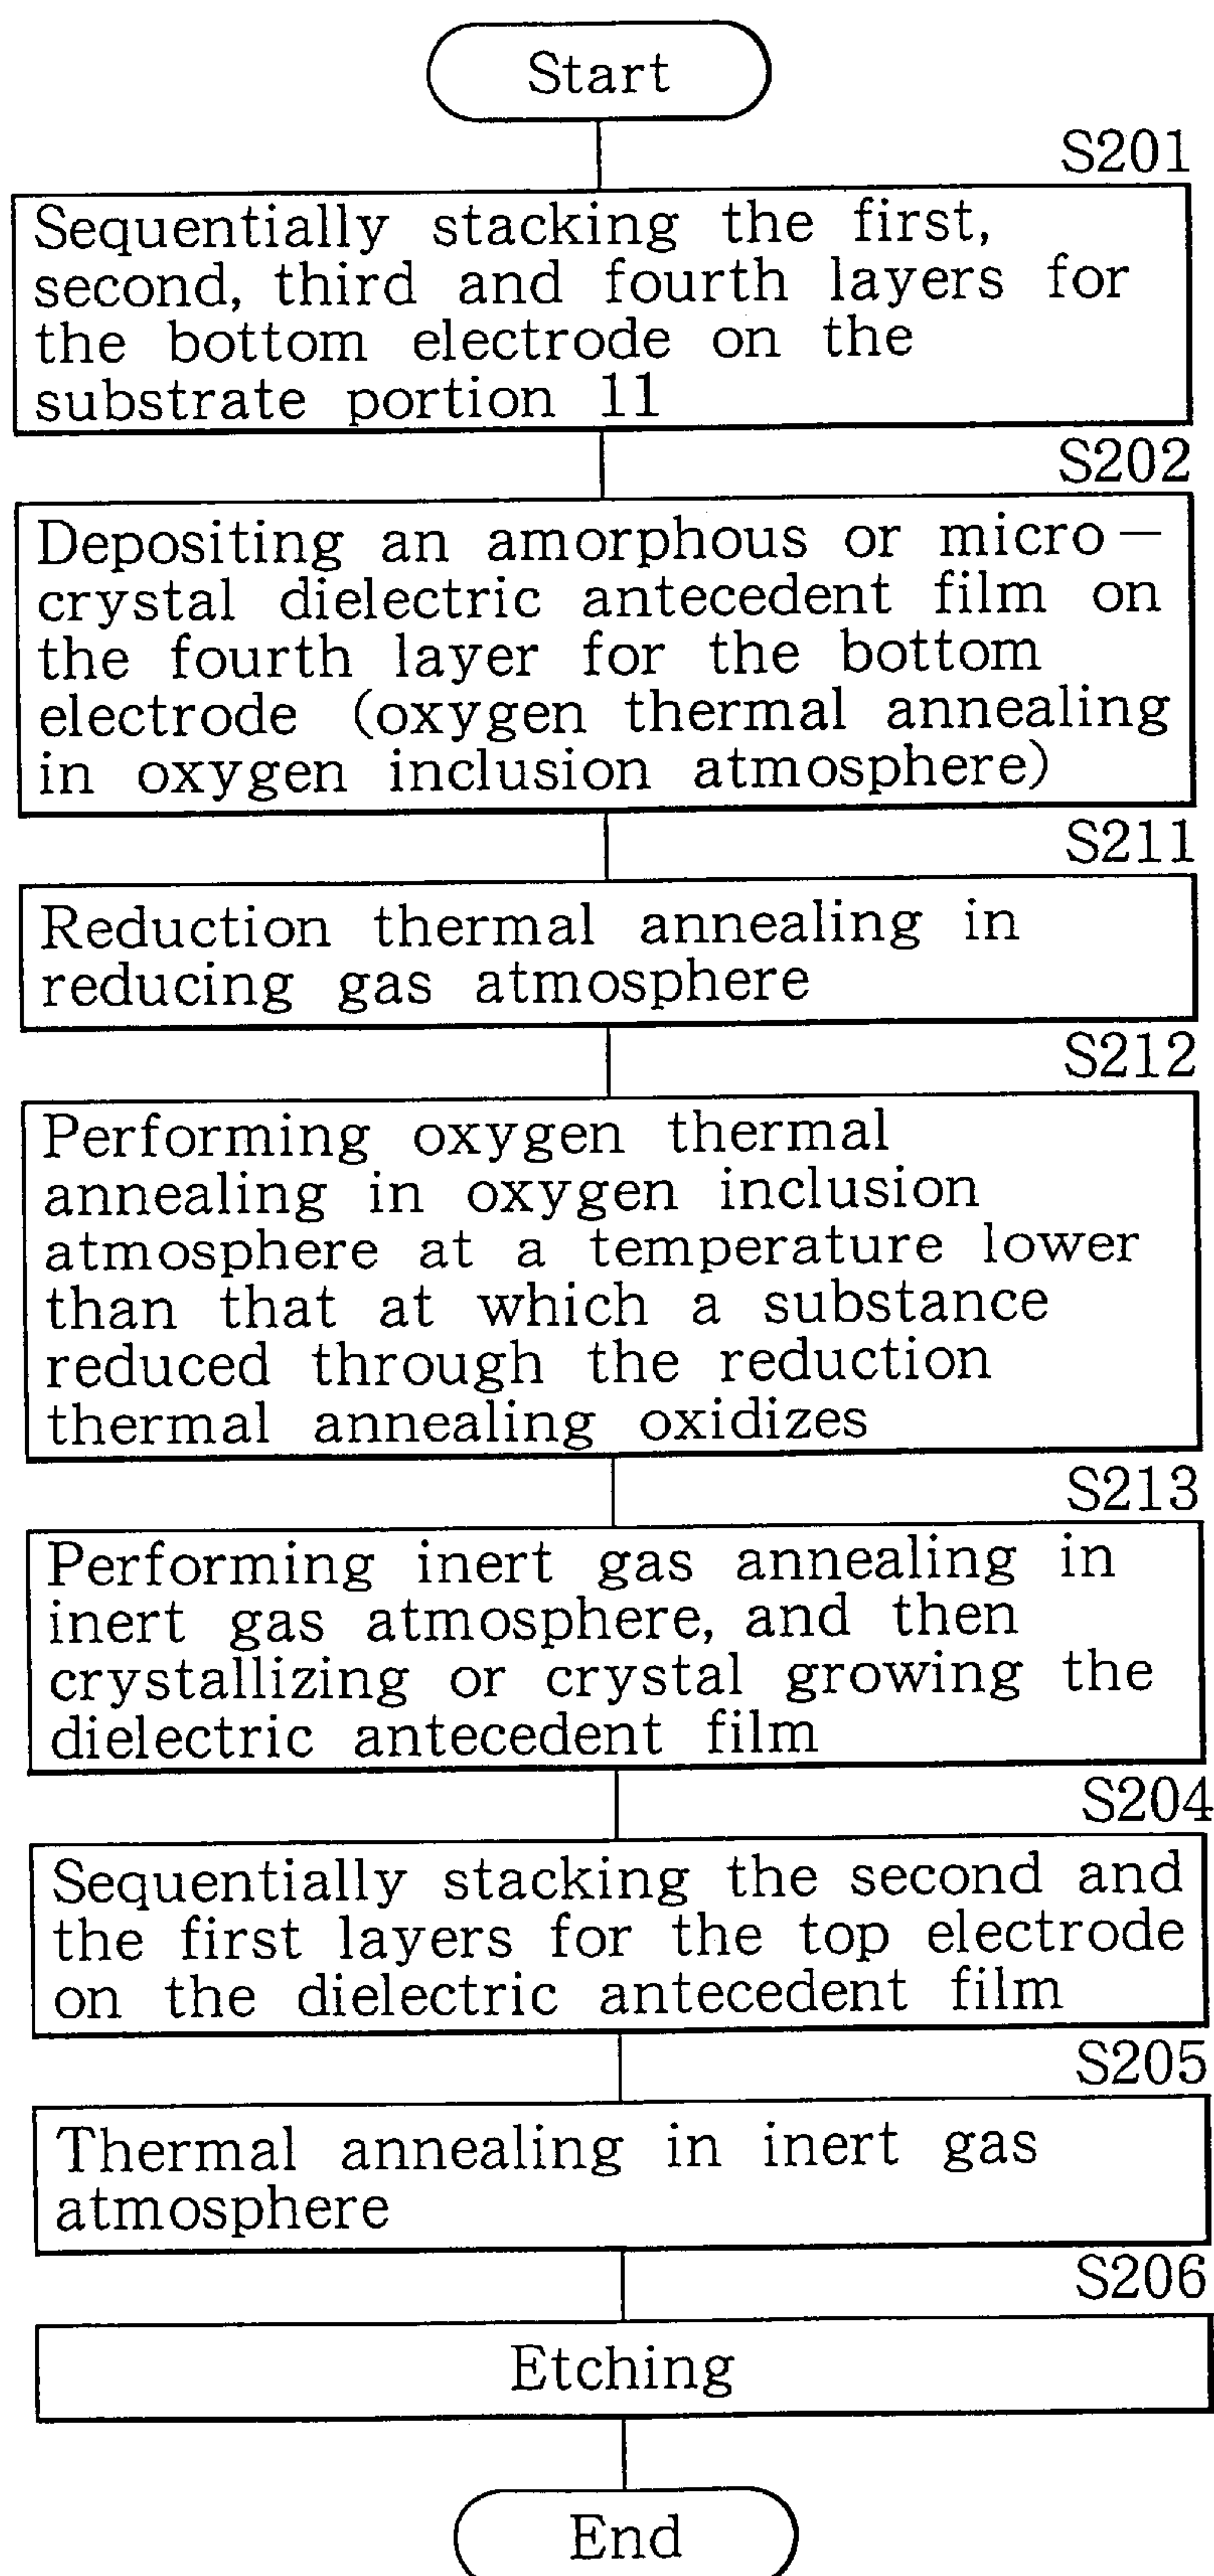 Start
S201
Sequentially stacking the first,
second, third and fourth layers for
the bottom electrode on the
substrate portion 11
S202
Depositing an amorphous or micro-
crystal dielectric antecedent film on
the fourth layer for the bottom
electrode (oxygen thermal annealing
in oxygen inclusion atmosphere)
S211
Reduction thermal annealing in
reducing gas atmosphere
S212
Performing oxygen thermal
annealing in oxygen inclusion
atmosphere at a temperature lower
than that at which a substance
reduced through the reduction
thermal annealing oxidizes
S213
Performing inert gas annealing in
inert gas atmosphere, and then
crystallizing or crystal growing the
dielectric antecedent film
S204
Sequentially stacking the second and
the first layers for the top electrode
on the dielectric antecedent film
S205
Thermal annealing in inert gas
atmosphere
S206
Etching
End